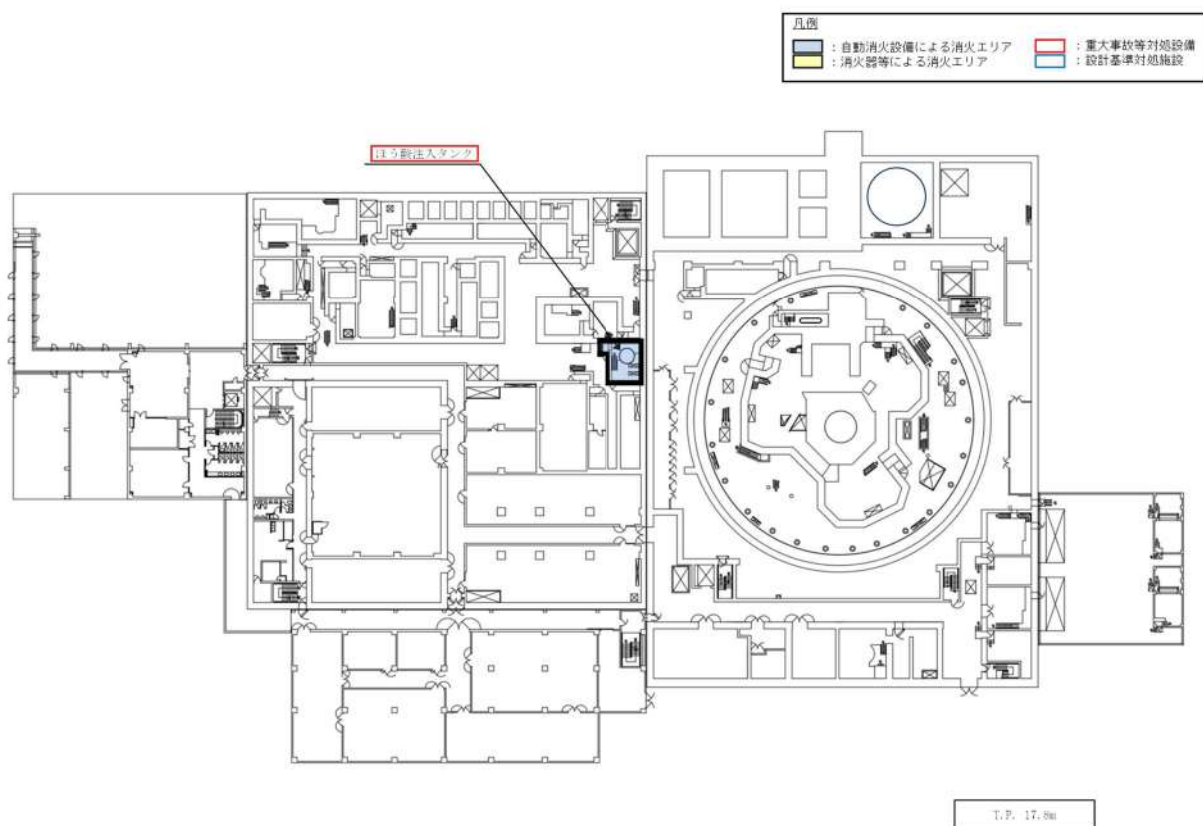 凡例
：自動消火設備による消火エリア
：消火器等による消火エリア
：重大事故等対処設備
：設計基準対処施設
ほう酸注入タンク
T.P. 17.8m